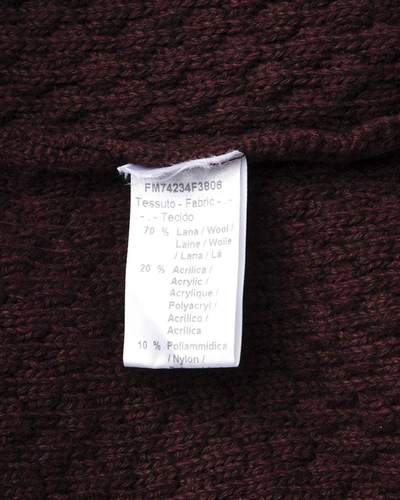 FM74234F3806
Tessuto - Fabric - . -
- . - Tecido
70 % Lana / Wool /
Laine / Wolle
/ Lana / Lã
20 % Acrilica /
Acrylic /
Acrylique /
Polyacryl /
Acrílico /
Acrílica
10 % Poliammidica
/ Nylon /